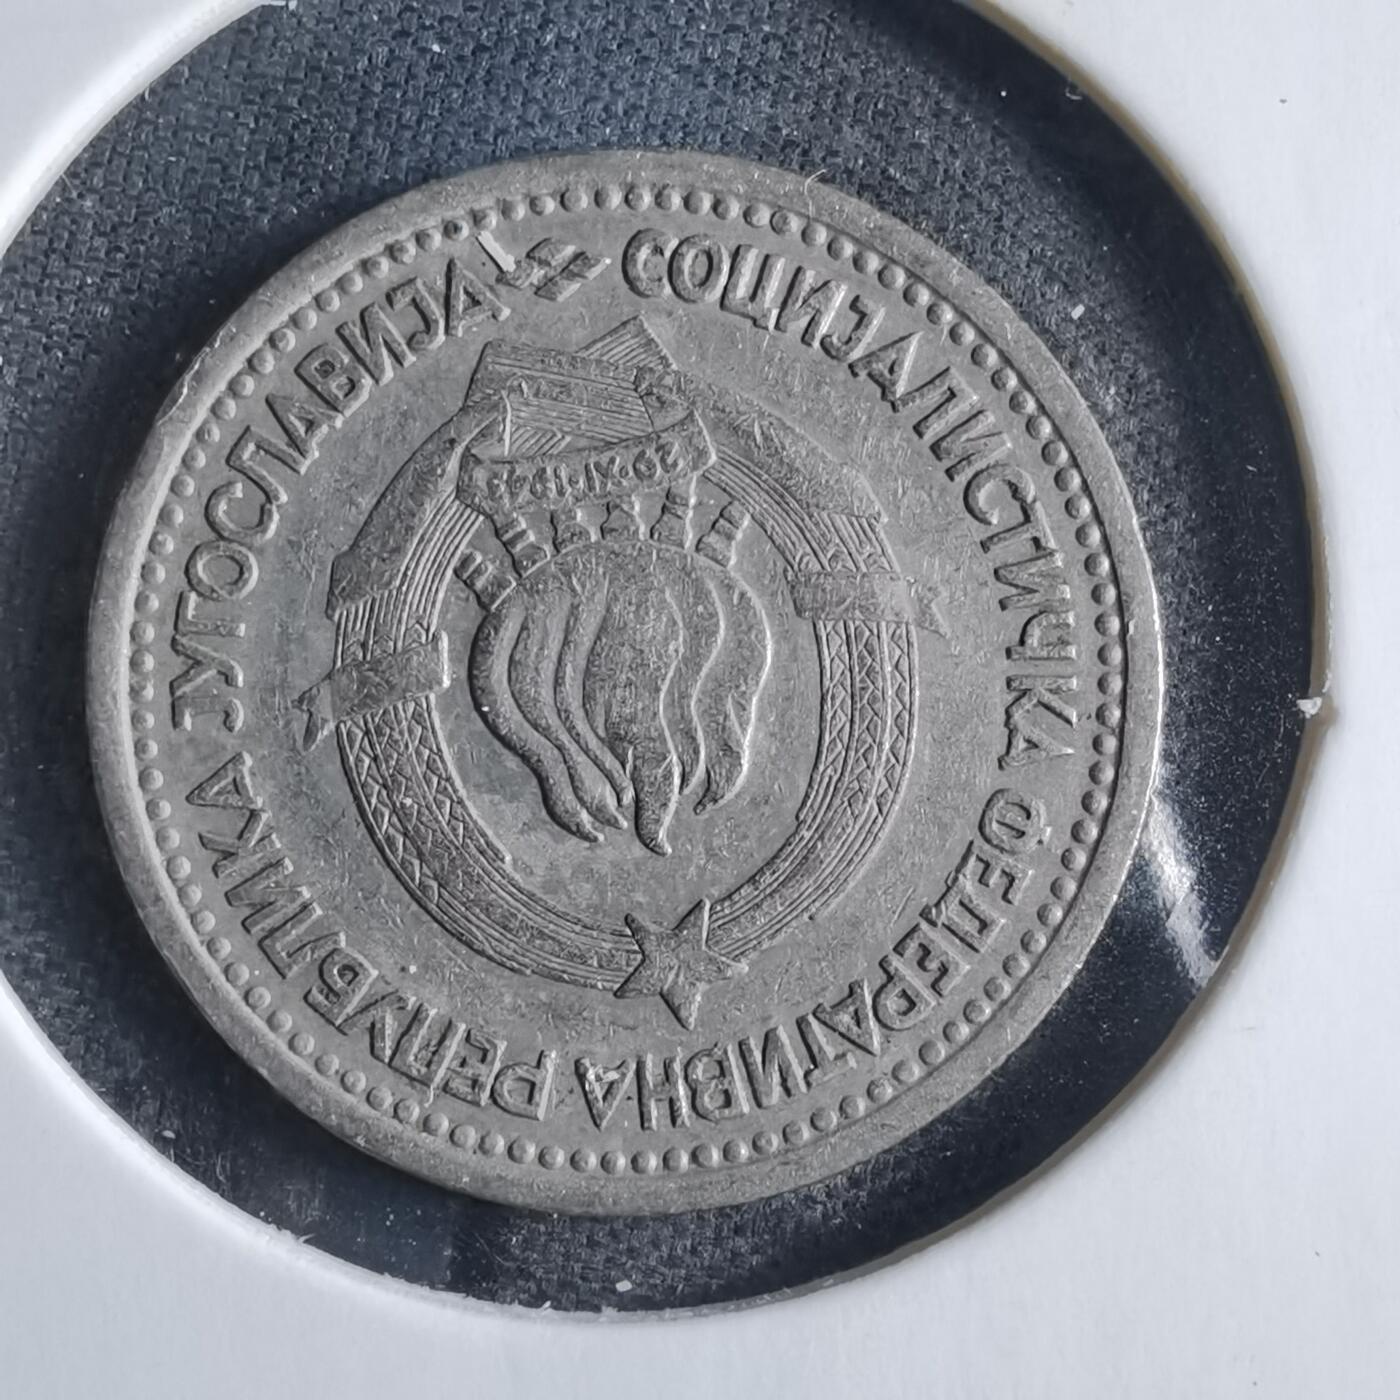 СОЦИЈАЛИСТИЧКА ФЕДЕРАТИВНА РЕПУБЛИКА ЈУГОСЛАВИЈА
29·XI·1943